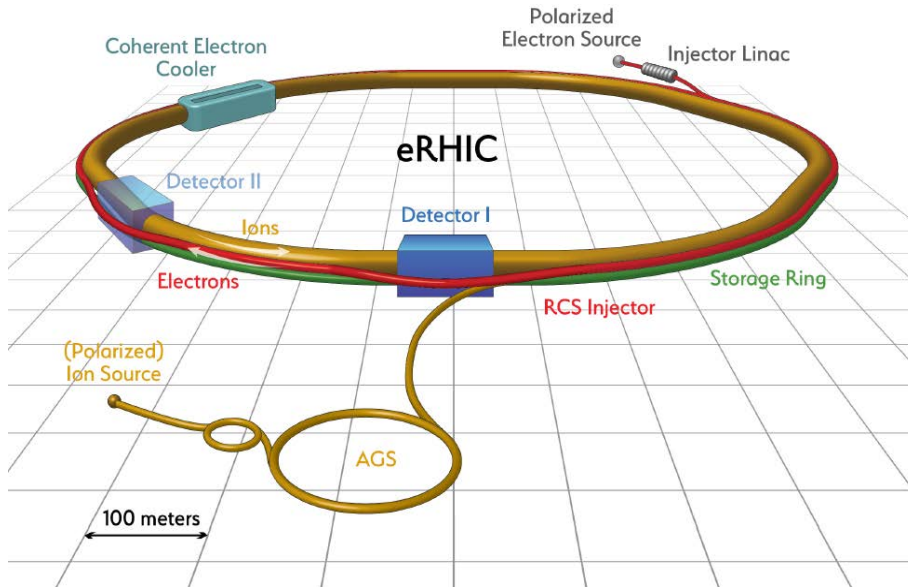 Polarized
Electron Source
Injector Linac
Coherent Electron
Cooler
eRHIC
Detector II
Detector I
Ions
Electrons
Storage Ring
RCS Injector
(Polarized)
Ion Source
AGS
100 meters